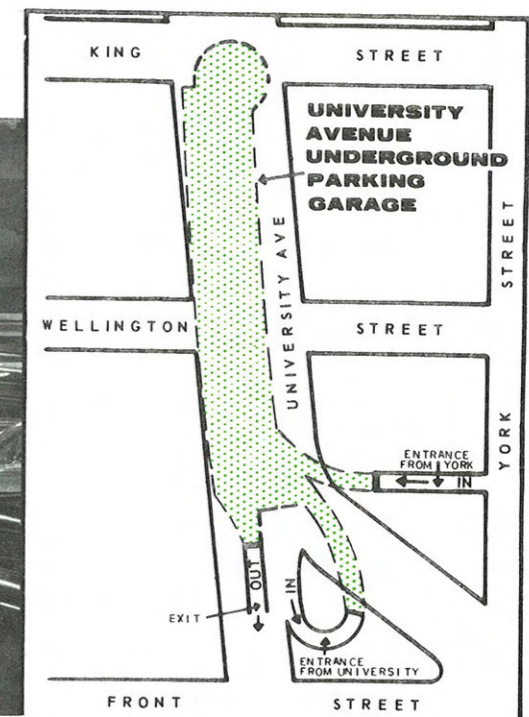 KING STREET
UNIVERSITY
AVENUE
UNDERGROUND
PARKING
GARAGE
UNIVERSITY AVE
YORK STREET
WELLINGTON STREET
ENTRANCE
FROM YORK
IN
OUT
IN
EXIT
ENTRANCE
FROM UNIVERSITY
FRONT STREET